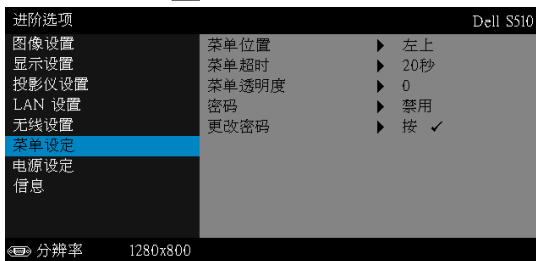 进阶选项 Dell S510
图像设置 菜单位置 左上
显示设置 菜单超时 20秒
投影仪设置 菜单透明度 0
LAN 设置 密码 禁用
无线设置 更改密码 按 ✓
菜单设定
电源设定
信息
分辨率 1280x800